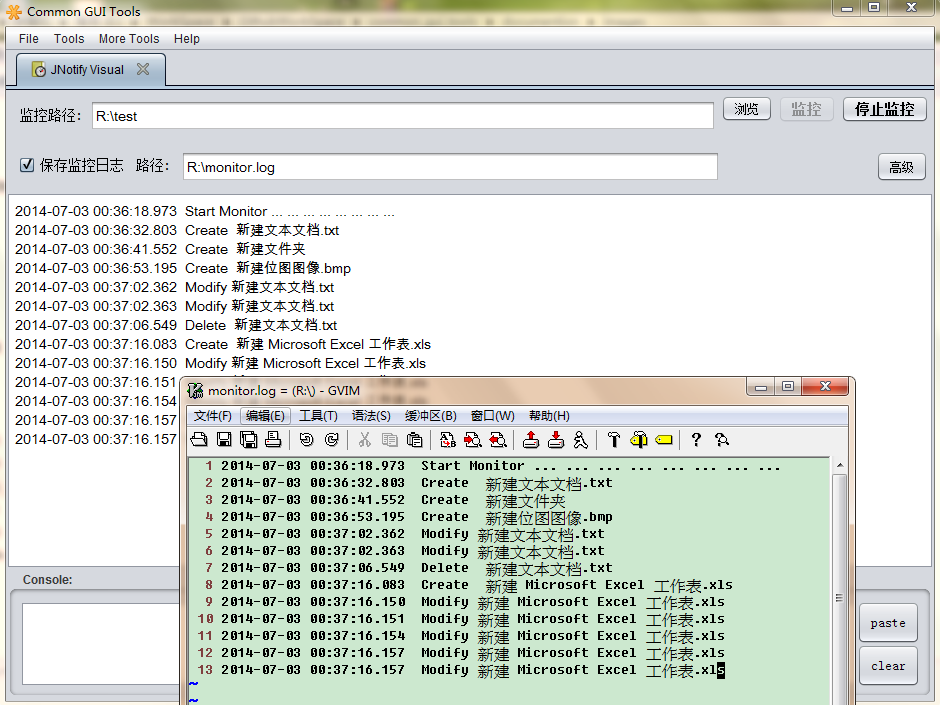 Common GUI Tools
File Tools More Tools Help
JNotify Visual
监控路径: R:\test 浏览 监控 停止监控
保存监控日志 路径: R:\monitor.log 高级
2014-07-03 00:36:18.973 Start Monitor ... ... ... ... ... ... ... ...
2014-07-03 00:36:32.803 Create 新建文本文档.txt
2014-07-03 00:36:41.552 Create 新建文件夹
2014-07-03 00:36:53.195 Create 新建位图图像.bmp
2014-07-03 00:37:02.362 Modify 新建文本文档.txt
2014-07-03 00:37:02.363 Modify 新建文本文档.txt
2014-07-03 00:37:06.549 Delete 新建文本文档.txt
2014-07-03 00:37:16.083 Create 新建 Microsoft Excel 工作表.xls
2014-07-03 00:37:16.150 Modify 新建 Microsoft Excel 工作表.xls
2014-07-03 00:37:16.151
2014-07-03 00:37:16.154
2014-07-03 00:37:16.157
2014-07-03 00:37:16.157
monitor.log = (R:\) - GVIM
文件(F) 编辑(E) 工具(T) 语法(S) 缓冲区(B) 窗口(W) 帮助(H)
1 2014-07-03 00:36:18.973 Start Monitor ... ... ... ... ... ... ... ...
2 2014-07-03 00:36:32.803 Create 新建文本文档.txt
3 2014-07-03 00:36:41.552 Create 新建文件夹
4 2014-07-03 00:36:53.195 Create 新建位图图像.bmp
5 2014-07-03 00:37:02.362 Modify 新建文本文档.txt
6 2014-07-03 00:37:02.363 Modify 新建文本文档.txt
7 2014-07-03 00:37:06.549 Delete 新建文本文档.txt
8 2014-07-03 00:37:16.083 Create 新建 Microsoft Excel 工作表.xls
9 2014-07-03 00:37:16.150 Modify 新建 Microsoft Excel 工作表.xls
10 2014-07-03 00:37:16.151 Modify 新建 Microsoft Excel 工作表.xls
11 2014-07-03 00:37:16.154 Modify 新建 Microsoft Excel 工作表.xls
12 2014-07-03 00:37:16.157 Modify 新建 Microsoft Excel 工作表.xls
13 2014-07-03 00:37:16.157 Modify 新建 Microsoft Excel 工作表.xls
~
~
Console:
paste
clear